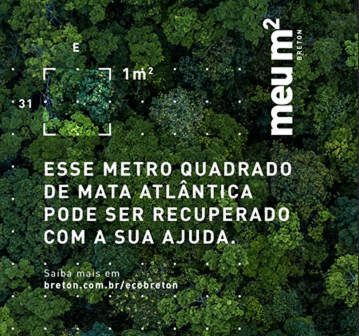 E
1m²
31
meu m²
BRETON
ESSE METRO QUADRADO
DE MATA ATLÂNTICA
PODE SER RECUPERADO
COM A SUA AJUDA.
Saiba mais em
breton.com.br/ecobreton